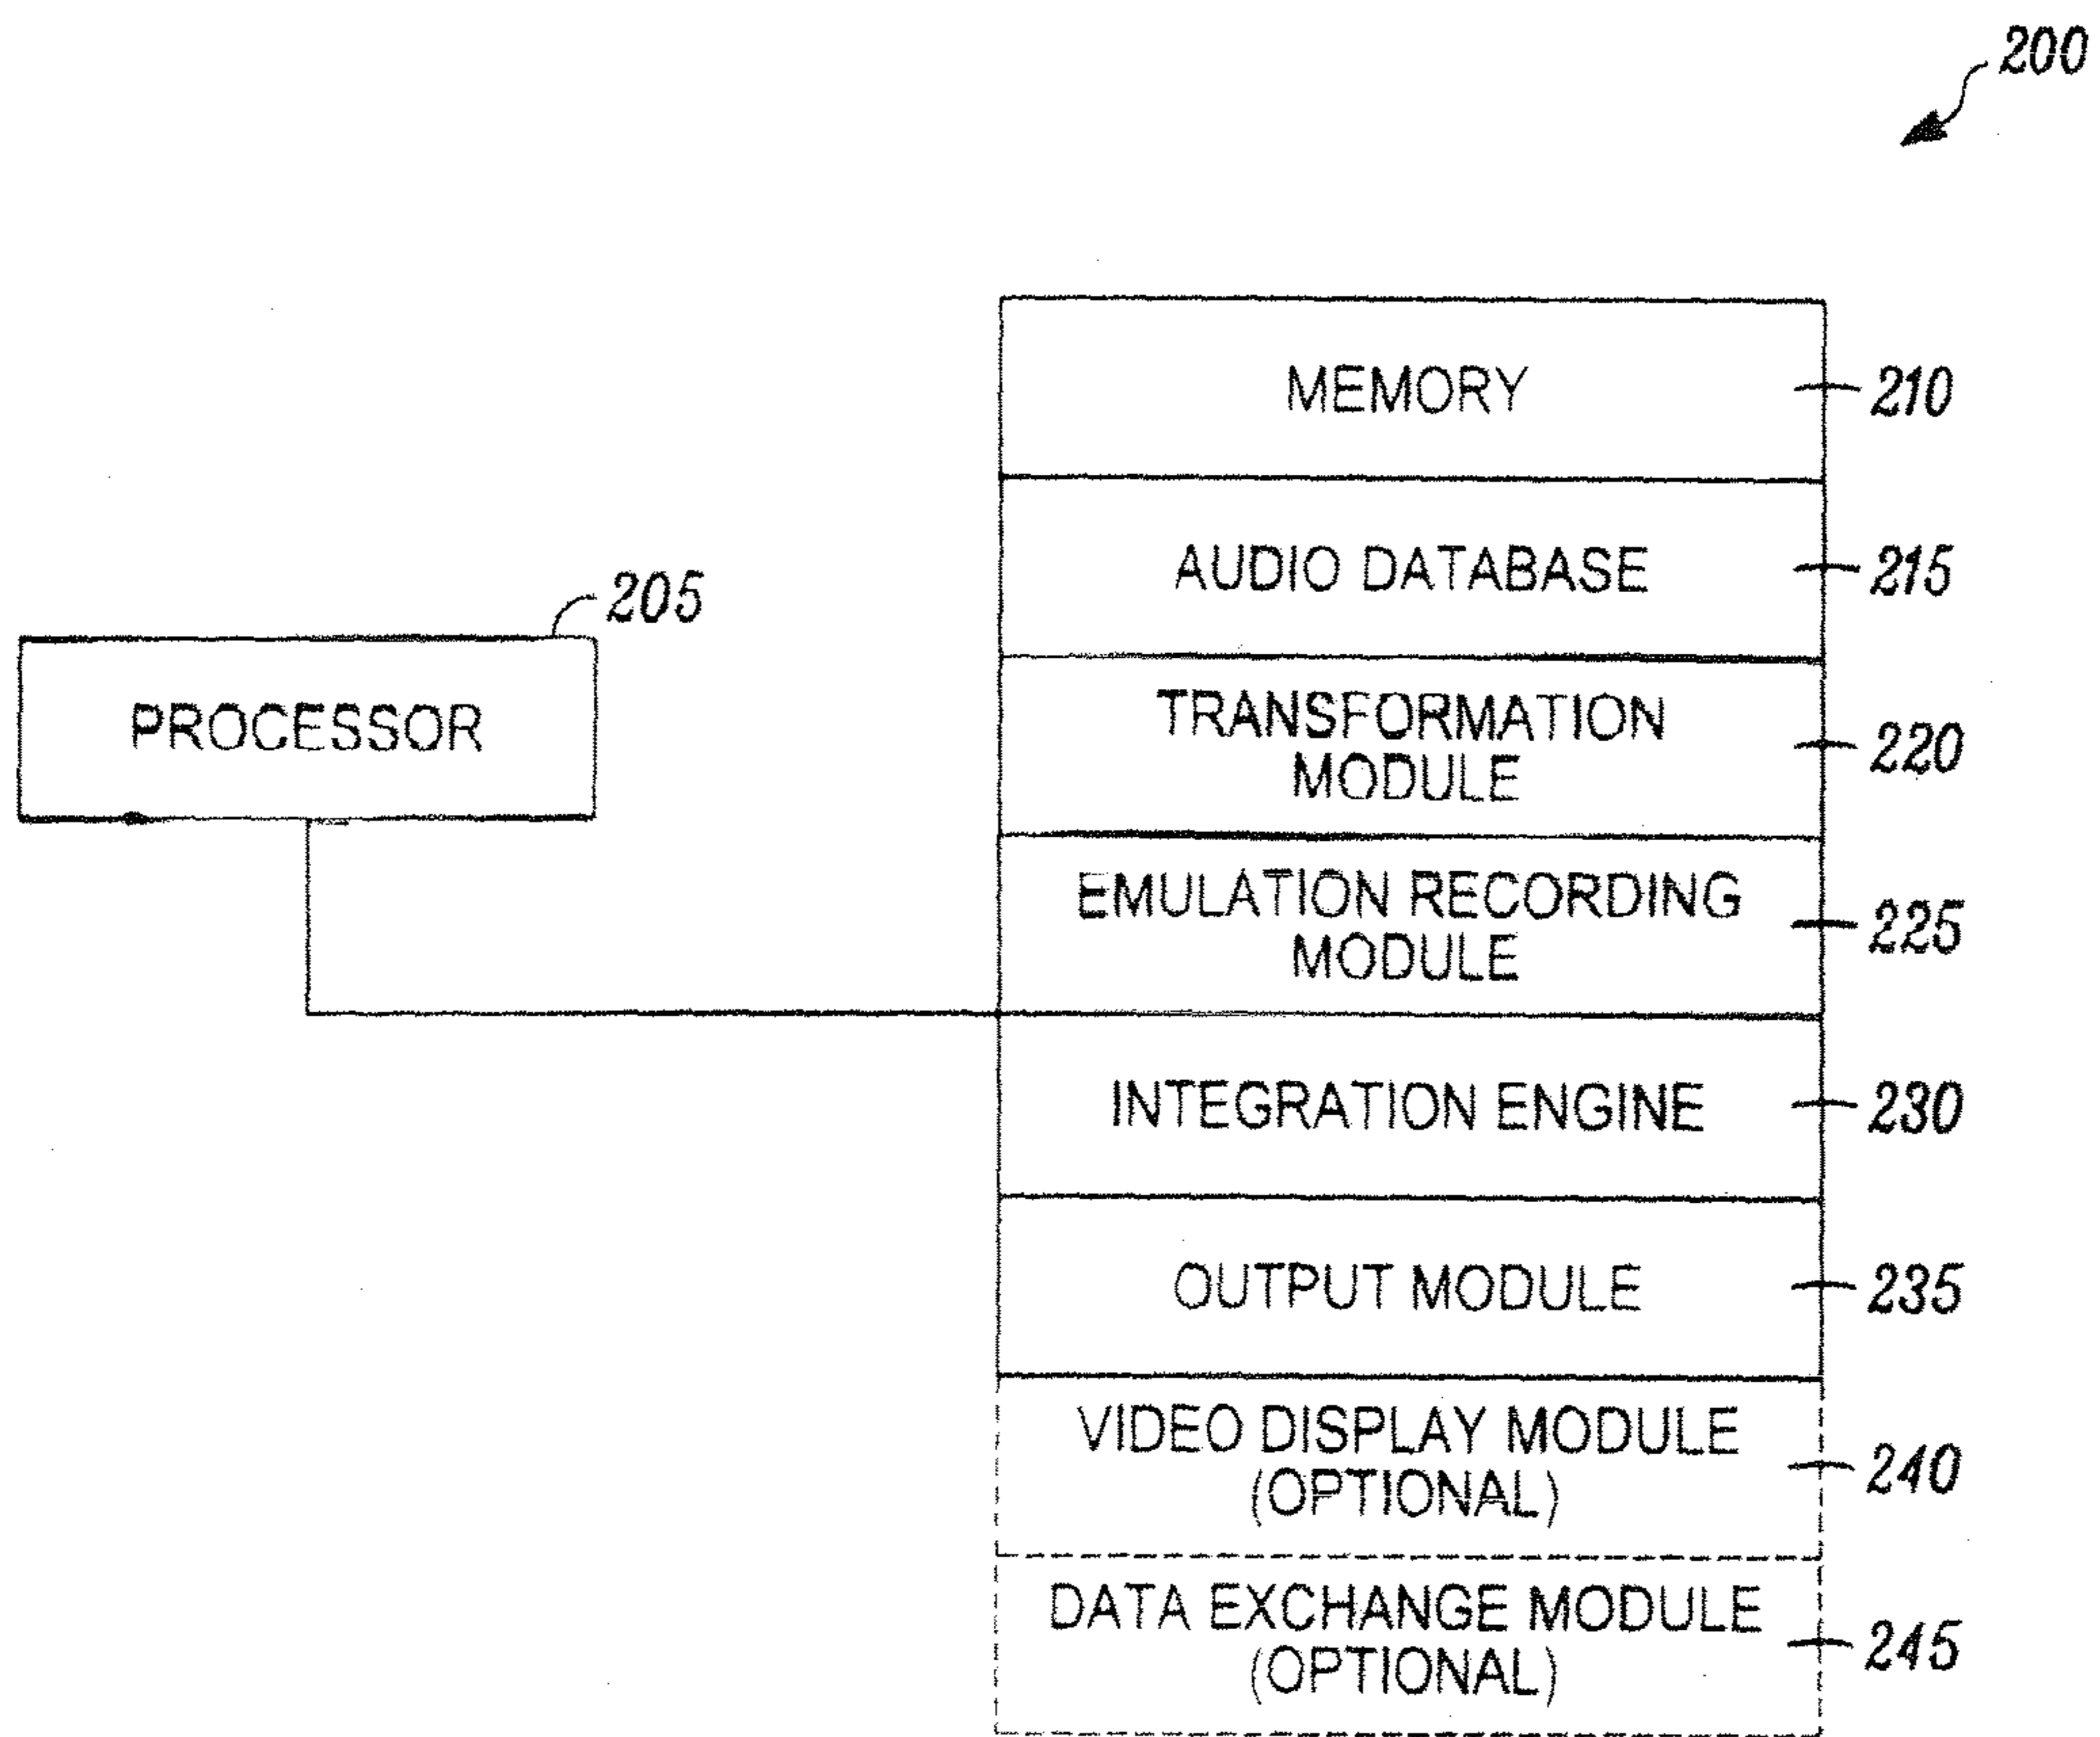 200
MEMORY
210
AUDIO DATABASE
215
205
PROCESSOR
TRANSFORMATION
MODULE
220
EMULATION RECORDING
MODULE
225
INTEGRATION ENGINE
230
OUTPUT MODULE
235
VIDEO DISPLAY MODULE
(OPTIONAL)
240
DATA EXCHANGE MODULE
(OPTIONAL)
245